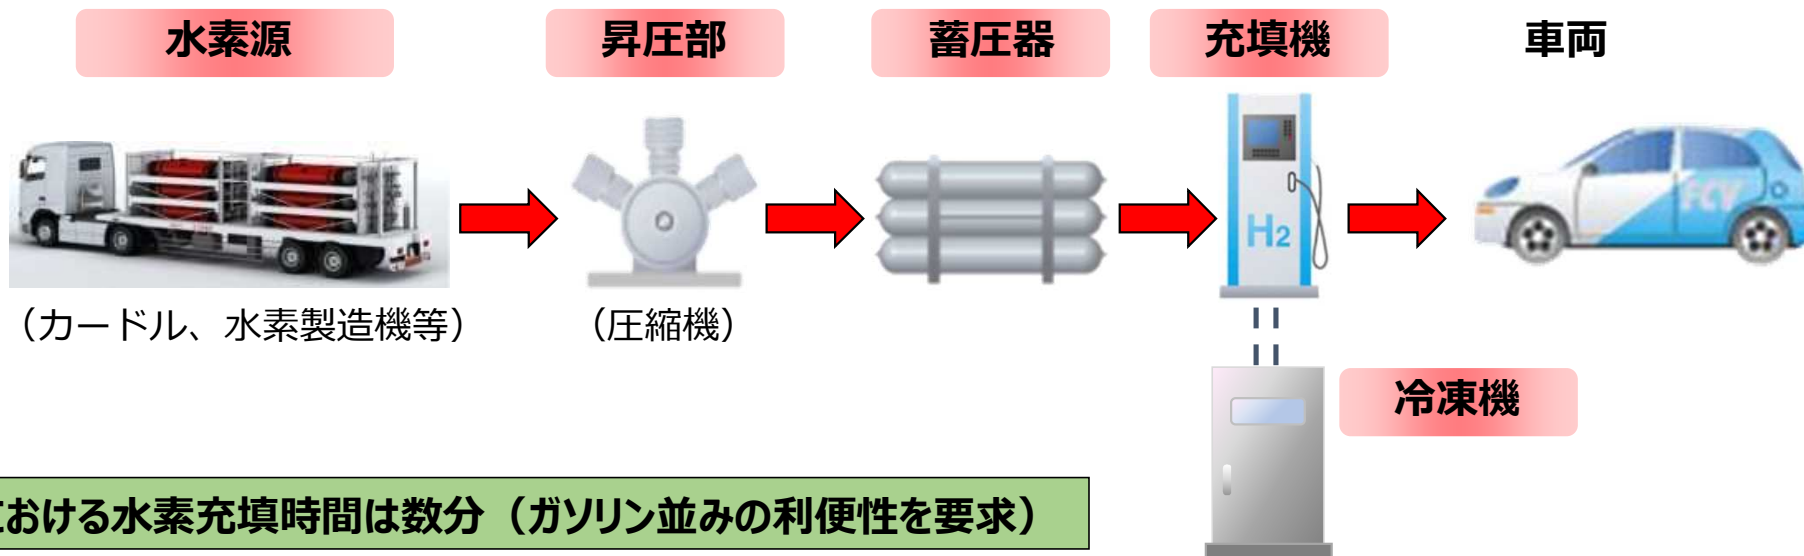 水素源
昇圧部
蓄圧器
充填機
車両
H2
FCV
（カードル、水素製造機等）
（圧縮機）
冷凍機
における水素充填時間は数分（ガソリン並みの利便性を要求）